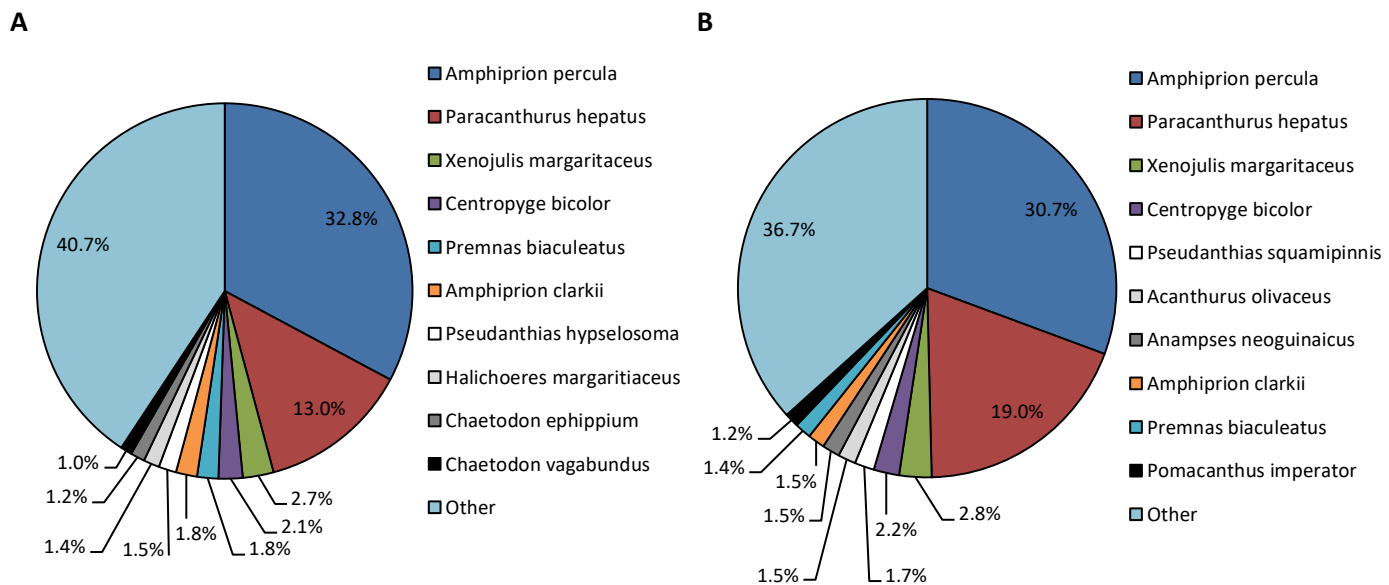 A
Amphiprion percula
Paracanthurus hepatus
Xenojulis margaritaceus
Centropyge bicolor
Premnas biaculeatus
Amphiprion clarkii
Pseudanthias hypselosoma
Halichoeres margaritiaceus
Chaetodon ephippium
Chaetodon vagabundus
Other
32.8%
13.0%
2.7%
2.1%
1.8%
1.8%
1.5%
1.4%
1.2%
1.0%
40.7%
B
Amphiprion percula
Paracanthurus hepatus
Xenojulis margaritaceus
Centropyge bicolor
Pseudanthias squamipinnis
Acanthurus olivaceus
Anampses neoguinaicus
Amphiprion clarkii
Premnas biaculeatus
Pomacanthus imperator
Other
30.7%
19.0%
2.8%
2.2%
1.7%
1.5%
1.5%
1.5%
1.4%
1.2%
36.7%